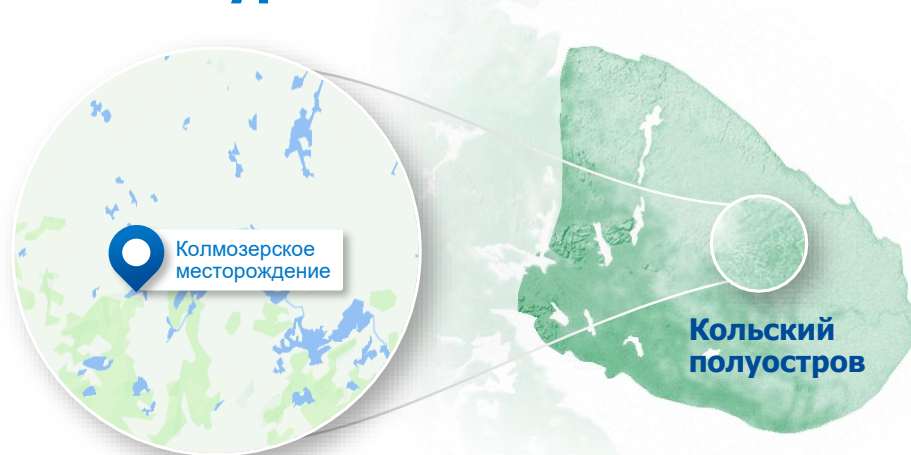 Колмозерское
месторождение
Кольский
полуостров